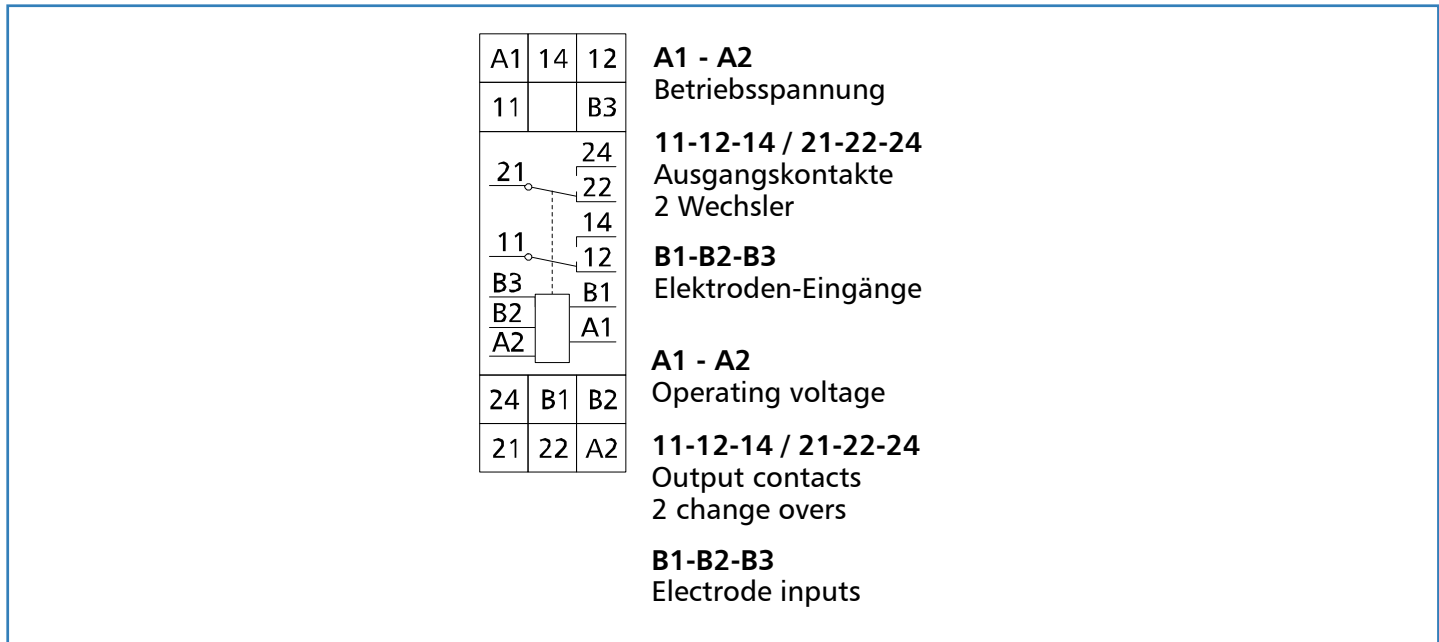 A1 14 12
11 B3
24
21
22
14
11
12
B3
B1
B2
A1
A2
24 B1 B2
21 22 A2
A1 - A2
Betriebsspannung
11-12-14 / 21-22-24
Ausgangskontakte
2 Wechsler
B1-B2-B3
Elektroden-Eingänge
A1 - A2
Operating voltage
11-12-14 / 21-22-24
Output contacts
2 change overs
B1-B2-B3
Electrode inputs